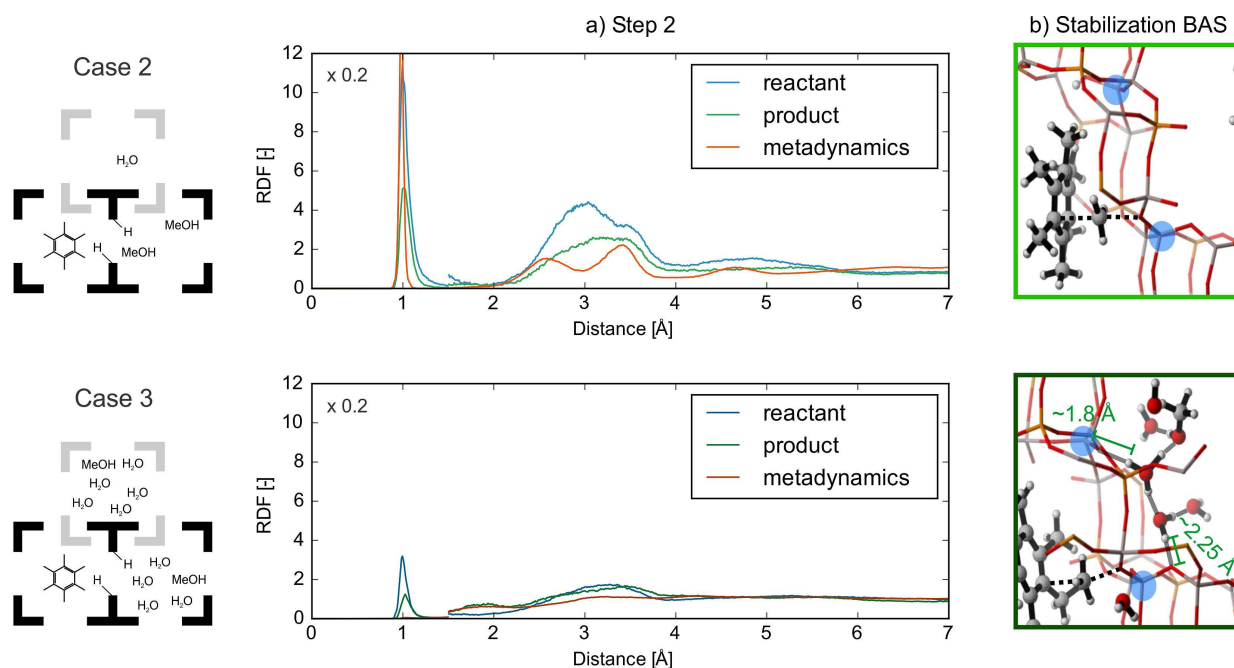 a) Step 2
b) Stabilization BAS
Case 2
H₂O
MeOH
H
H
MeOH
RDF [-]
12
10
8
6
4
2
0
x 0.2
reactant
product
metadynamics
0 1 2 3 4 5 6 7
Distance [Å]
Case 3
MeOH H₂O
H₂O
H₂O
H₂O
H₂O
H
H₂O
H
H₂O
MeOH
H₂O
H₂O
RDF [-]
12
10
8
6
4
2
0
x 0.2
reactant
product
metadynamics
0 1 2 3 4 5 6 7
Distance [Å]
~1.8 Å
~2.25 Å